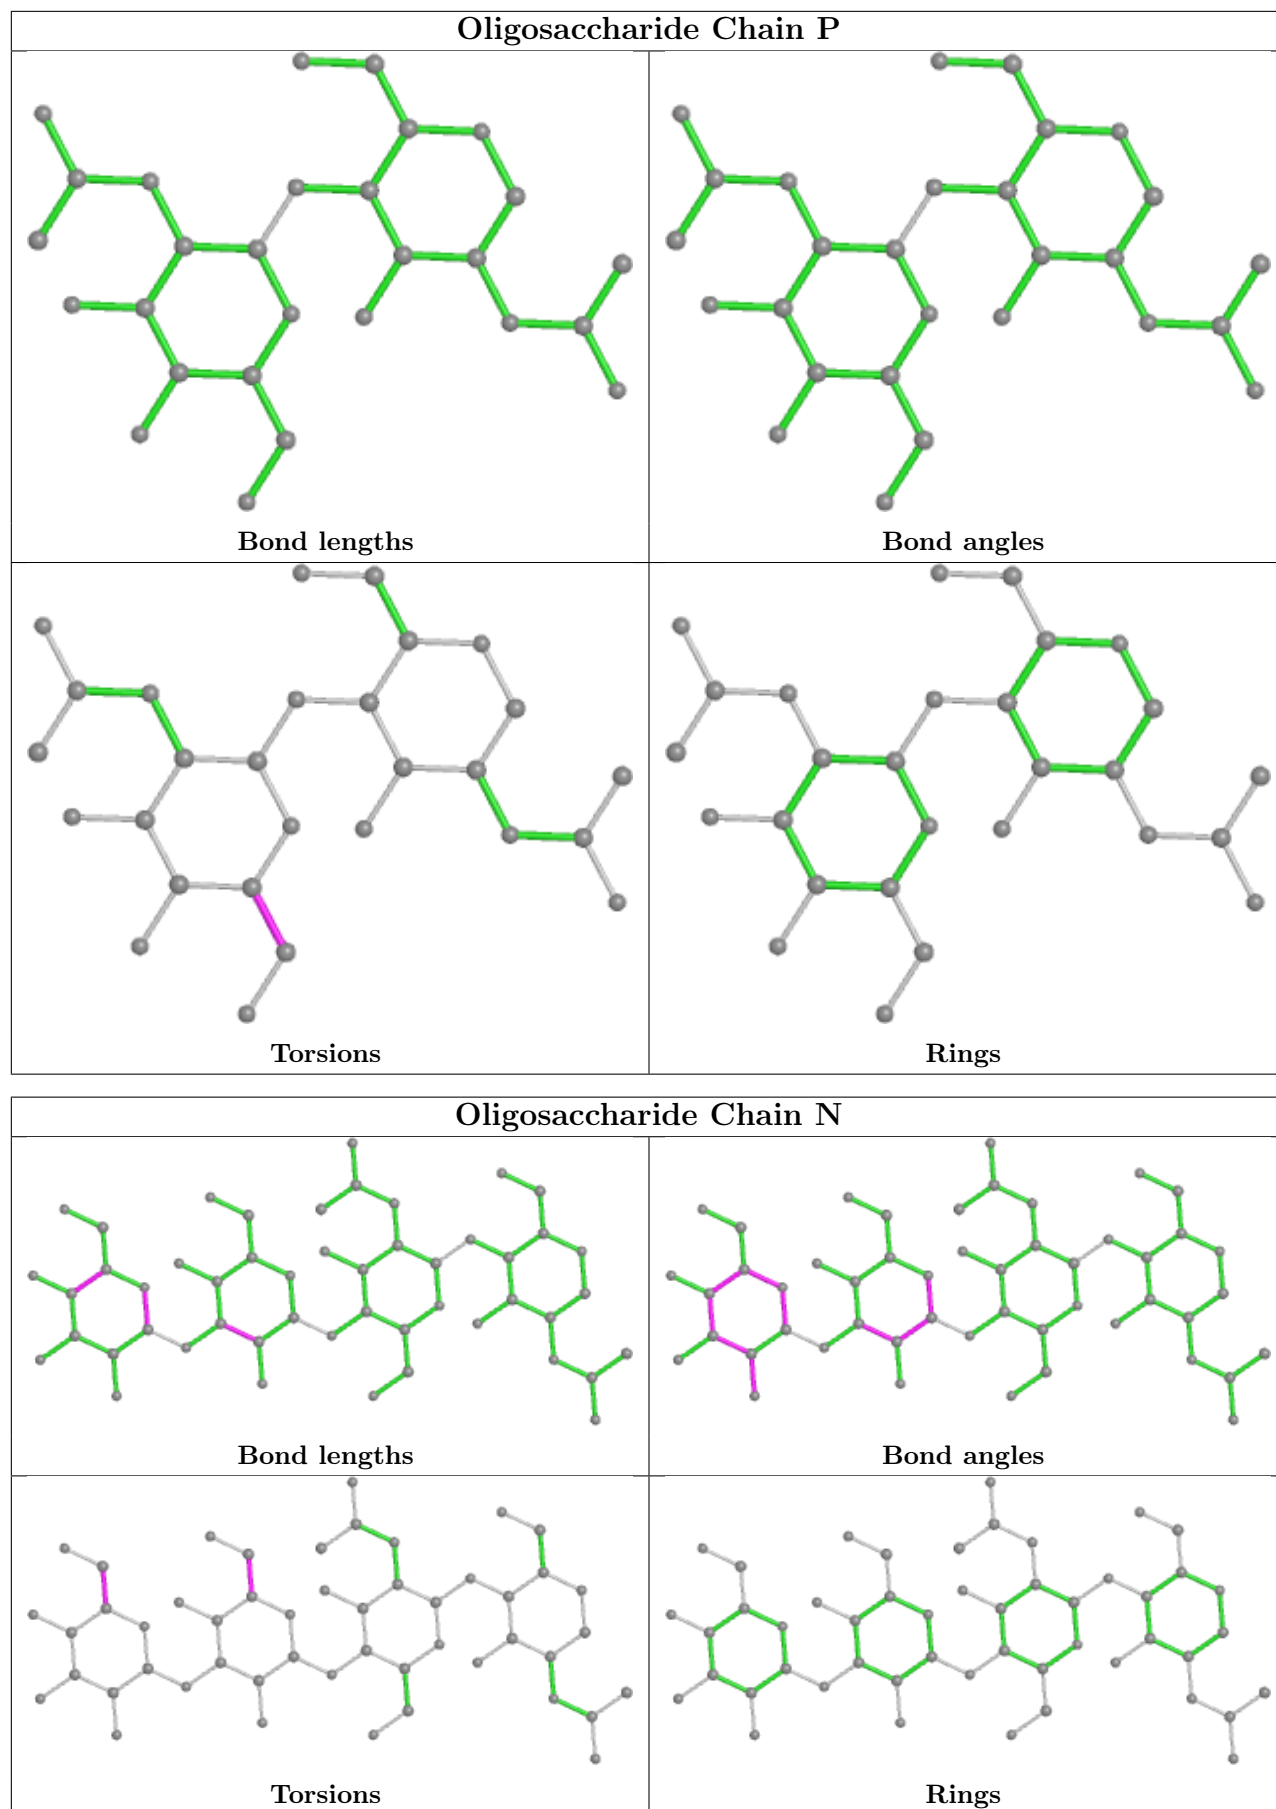 Oligosaccharide Chain P
Bond lengths
Bond angles
Torsions
Rings
Oligosaccharide Chain N
Bond lengths
Bond angles
Torsions
Rings